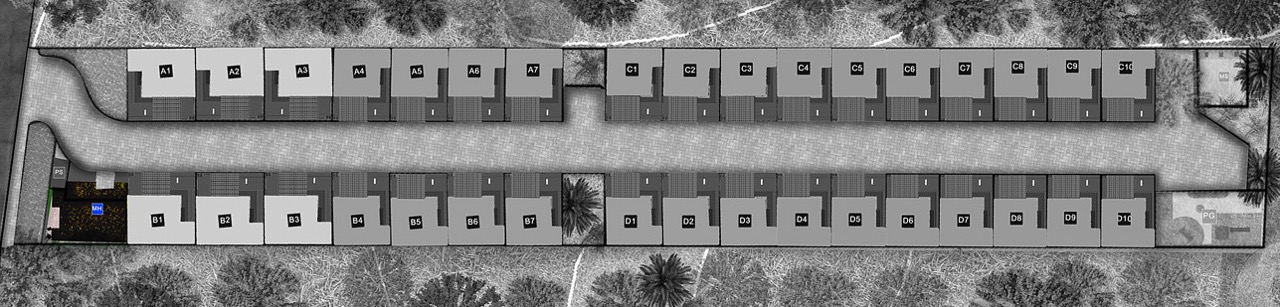 A1 A2 A3 A4 A5 A6 A7 C1 C2 C3 C4 C5 C6 C7 C8 C9 C10
MS
PS
MH
B1 B2 B3 B4 B5 B6 B7 D1 D2 D3 D4 D5 D6 D7 D8 D9 D10
PG